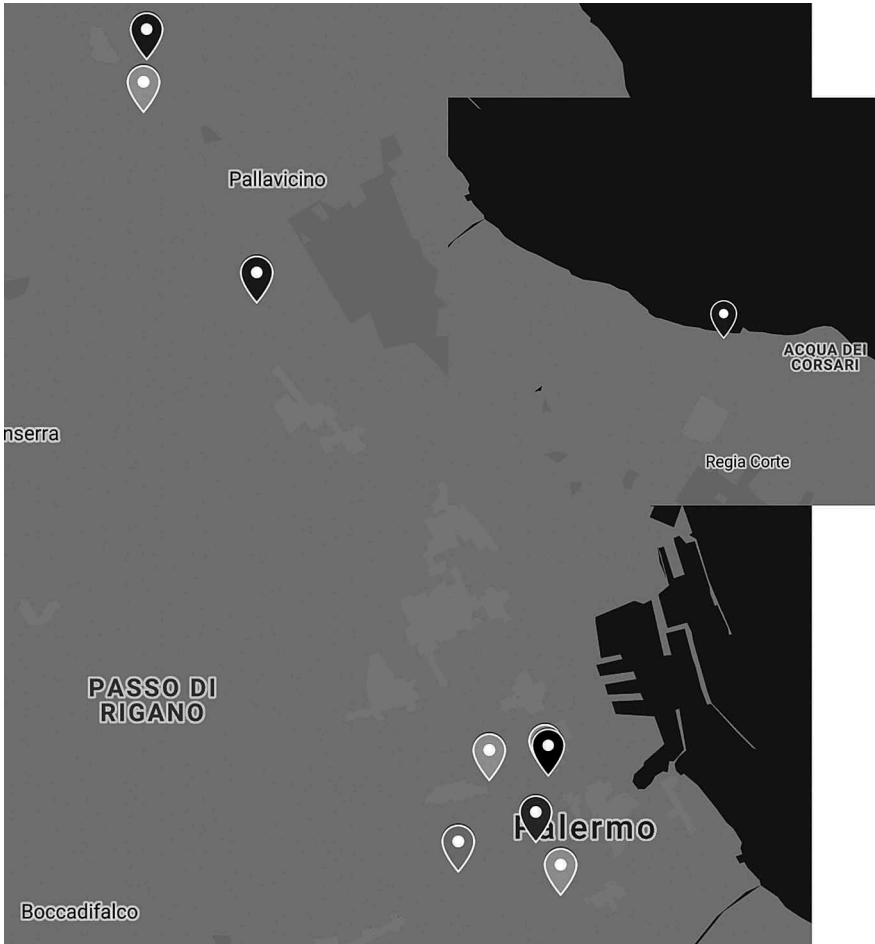 Pallavicino
ACQUA DEI
CORSARI
nserra
Regia Corte
PASSO DI
RIGANO
Palermo
Boccadifalco